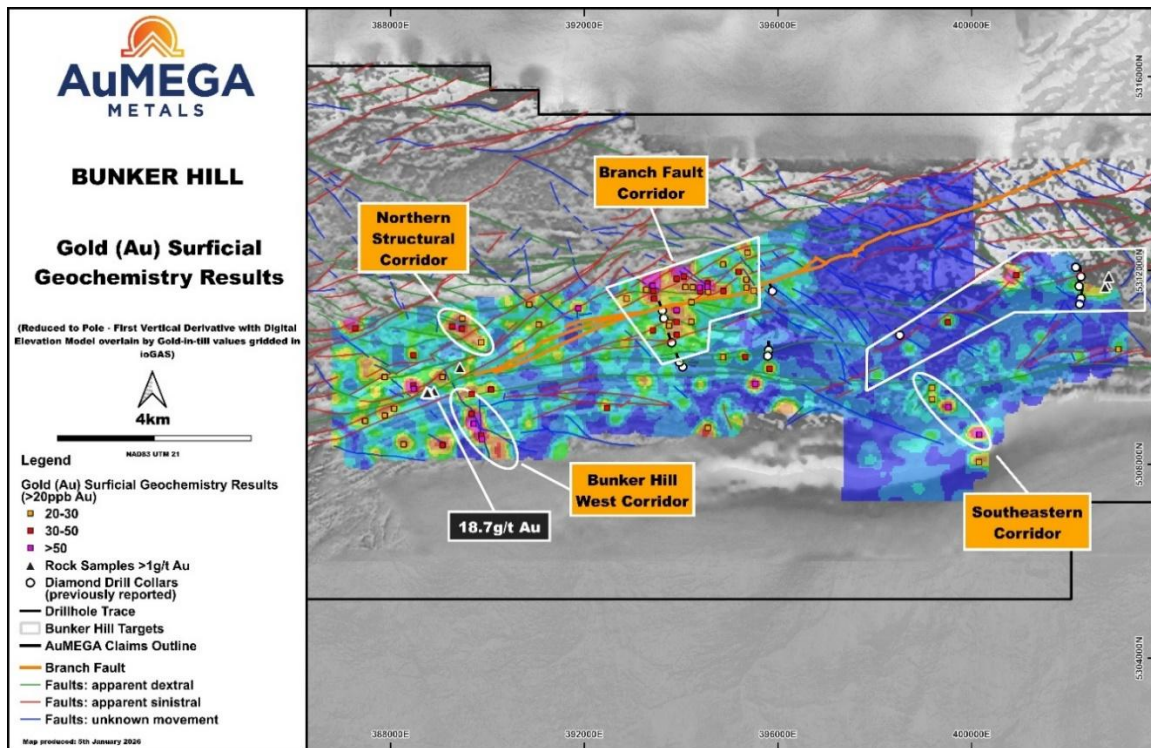 AuMEGA
METALS
BUNKER HILL
Gold (Au) Surficial
Geochemistry Results
(Reduced to Pole - First Vertical Derivative with Digital
Elevation Model overlain by Gold-in-till values gridded in
ioGAS)
4km
NAD83 UTM 21
Legend
Gold (Au) Surficial Geochemistry Results
(>20ppb Au)
20-30
30-50
>50
Rock Samples >1g/t Au
Diamond Drill Collars
(previously reported)
Drillhole Trace
Bunker Hill Targets
AuMEGA Claims Outline
Branch Fault
Faults: apparent dextral
Faults: apparent sinistral
Faults: unknown movement
Map produced: 5th January 2026
388000E
392000E
396000E
400000E
5316000N
5312000N
5308000N
5304000N
Branch Fault
Corridor
Northern
Structural
Corridor
Bunker Hill
West Corridor
18.7g/t Au
Southeastern
Corridor
388000E
392000E
396000E
400000E